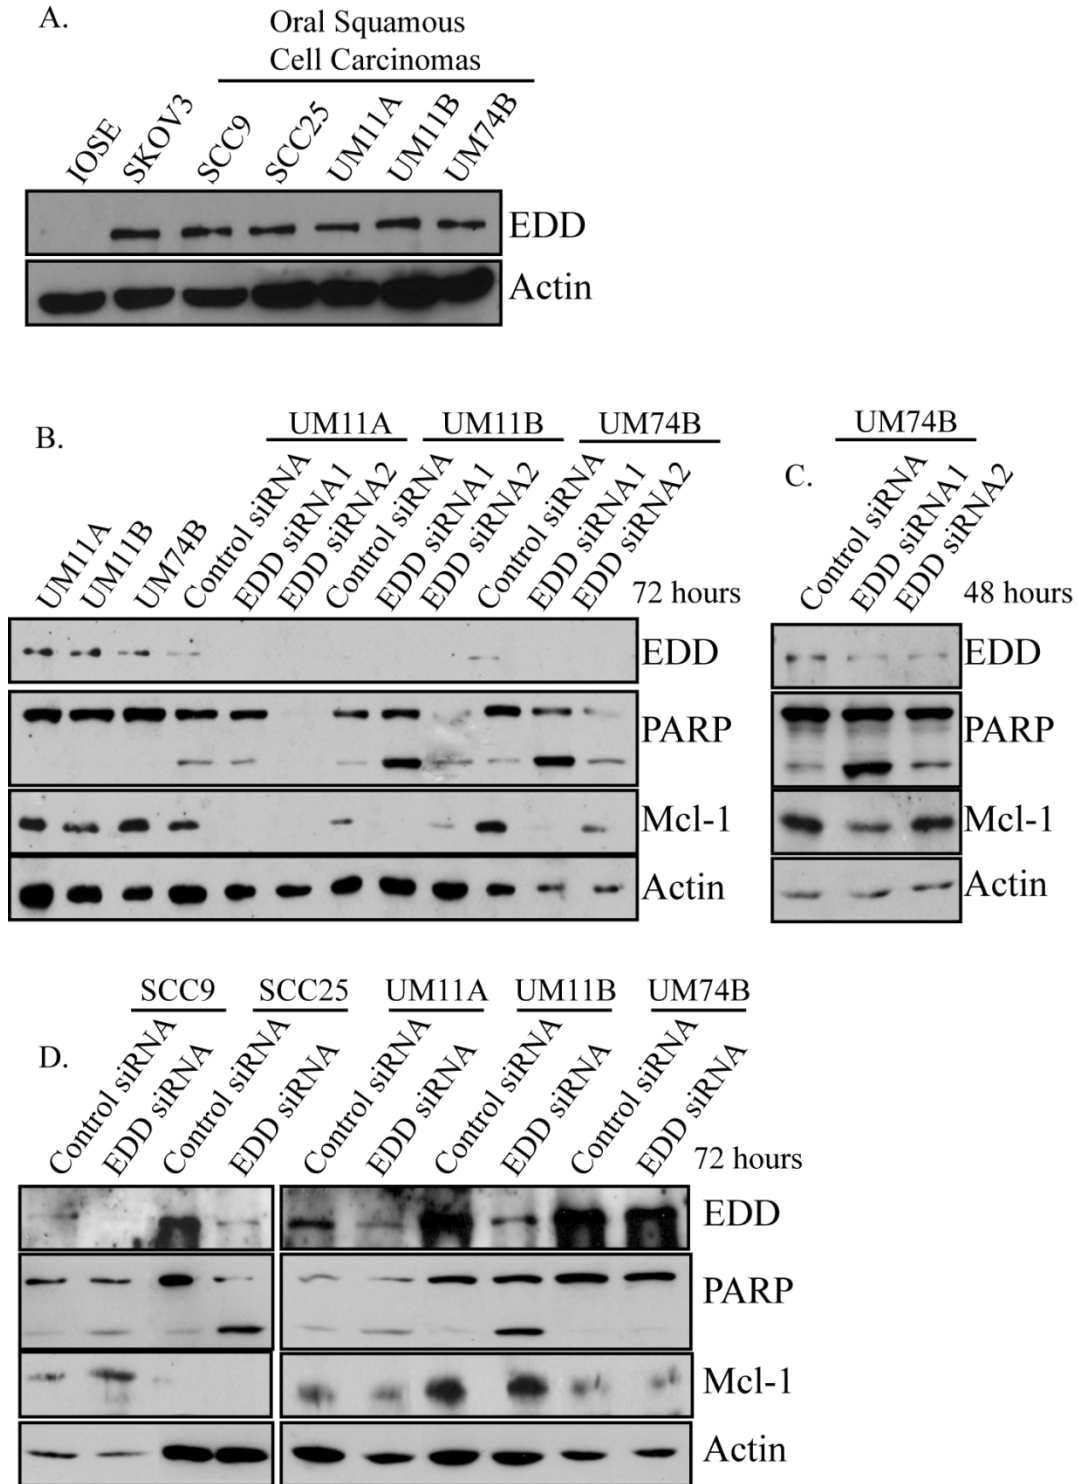 A.
Oral Squamous
Cell Carcinomas
IOSE
SKOV3
SCC9
SCC25
UM11A
UM11B
UM74B
EDD
Actin
B.
UM11A
UM11B
UM74B
UM11A
UM11B
UM74B
Control siRNA
EDD siRNA1
EDD siRNA2
Control siRNA
EDD siRNA1
EDD siRNA2
Control siRNA
EDD siRNA1
EDD siRNA2
72 hours
EDD
PARP
Mcl-1
Actin
C.
UM74B
Control siRNA
EDD siRNA1
EDD siRNA2
48 hours
EDD
PARP
Mcl-1
Actin
D.
SCC9
SCC25
UM11A
UM11B
UM74B
Control siRNA
EDD siRNA
Control siRNA
EDD siRNA
Control siRNA
EDD siRNA
Control siRNA
EDD siRNA
Control siRNA
EDD siRNA
72 hours
EDD
PARP
Mcl-1
Actin